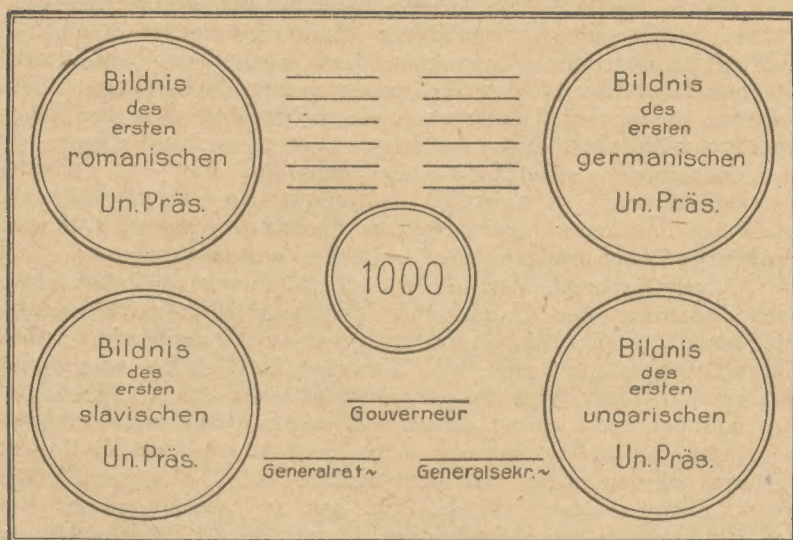 Bildnis
des
ersten
romanischen
Un. Präs.
Bildnis
des
ersten
germanischen
Un. Präs.
1000
Bildnis
des
ersten
slavischen
Un. Präs.
Gouverneur
Generalrat~
Generalsekr.~
Bildnis
des
ersten
ungarischen
Un. Präs.